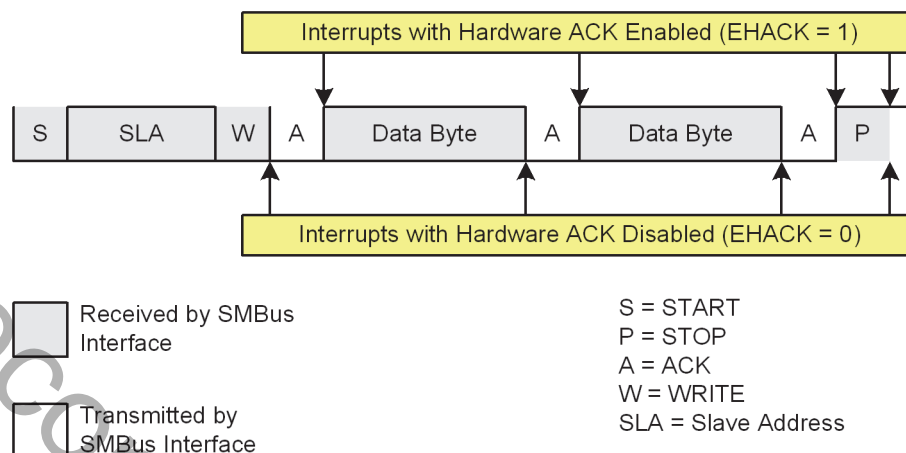 Interrupts with Hardware ACK Enabled (EHACK = 1)
S SLA W A Data Byte A Data Byte A P
Interrupts with Hardware ACK Disabled (EHACK = 0)
Received by SMBus
Interface
Transmitted by
SMBus Interface
S = START
P = STOP
A = ACK
W = WRITE
SLA = Slave Address